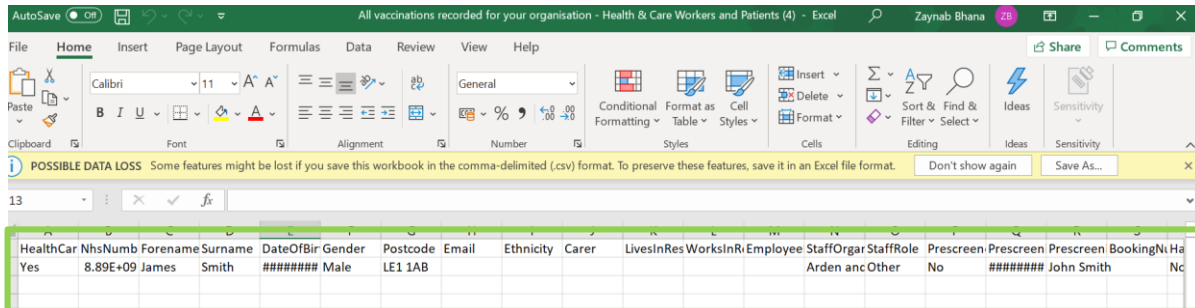 AutoSave Off All vaccinations recorded for your organisation - Health & Care Workers and Patients (4) - Excel Zaynab Bhana ZB
File Home Insert Page Layout Formulas Data Review View Help Share Comments
Calibri 11 A^ A˅ ab General Insert Σ
Paste B I U A % 9 Conditional Format as Cell Delete Sort & Find & Ideas Sensitivity
Formatting Table Styles Format Filter Select
Clipboard Font Alignment Number Styles Cells Editing Ideas Sensitivity
POSSIBLE DATA LOSS Some features might be lost if you save this workbook in the comma-delimited (.csv) format. To preserve these features, save it in an Excel file format. Don't show again Save As...
13 fx
HealthCar NhsNumb Forename Surname DateOfBir Gender Postcode Email Ethnicity Carer LivesInRes WorksInRe Employee StaffOrgan StaffRole Prescreen Prescreen Prescreen BookingNu Ha
Yes 8.89E+09 James Smith ######## Male LE1 1AB Arden and Other No ######## John Smith No